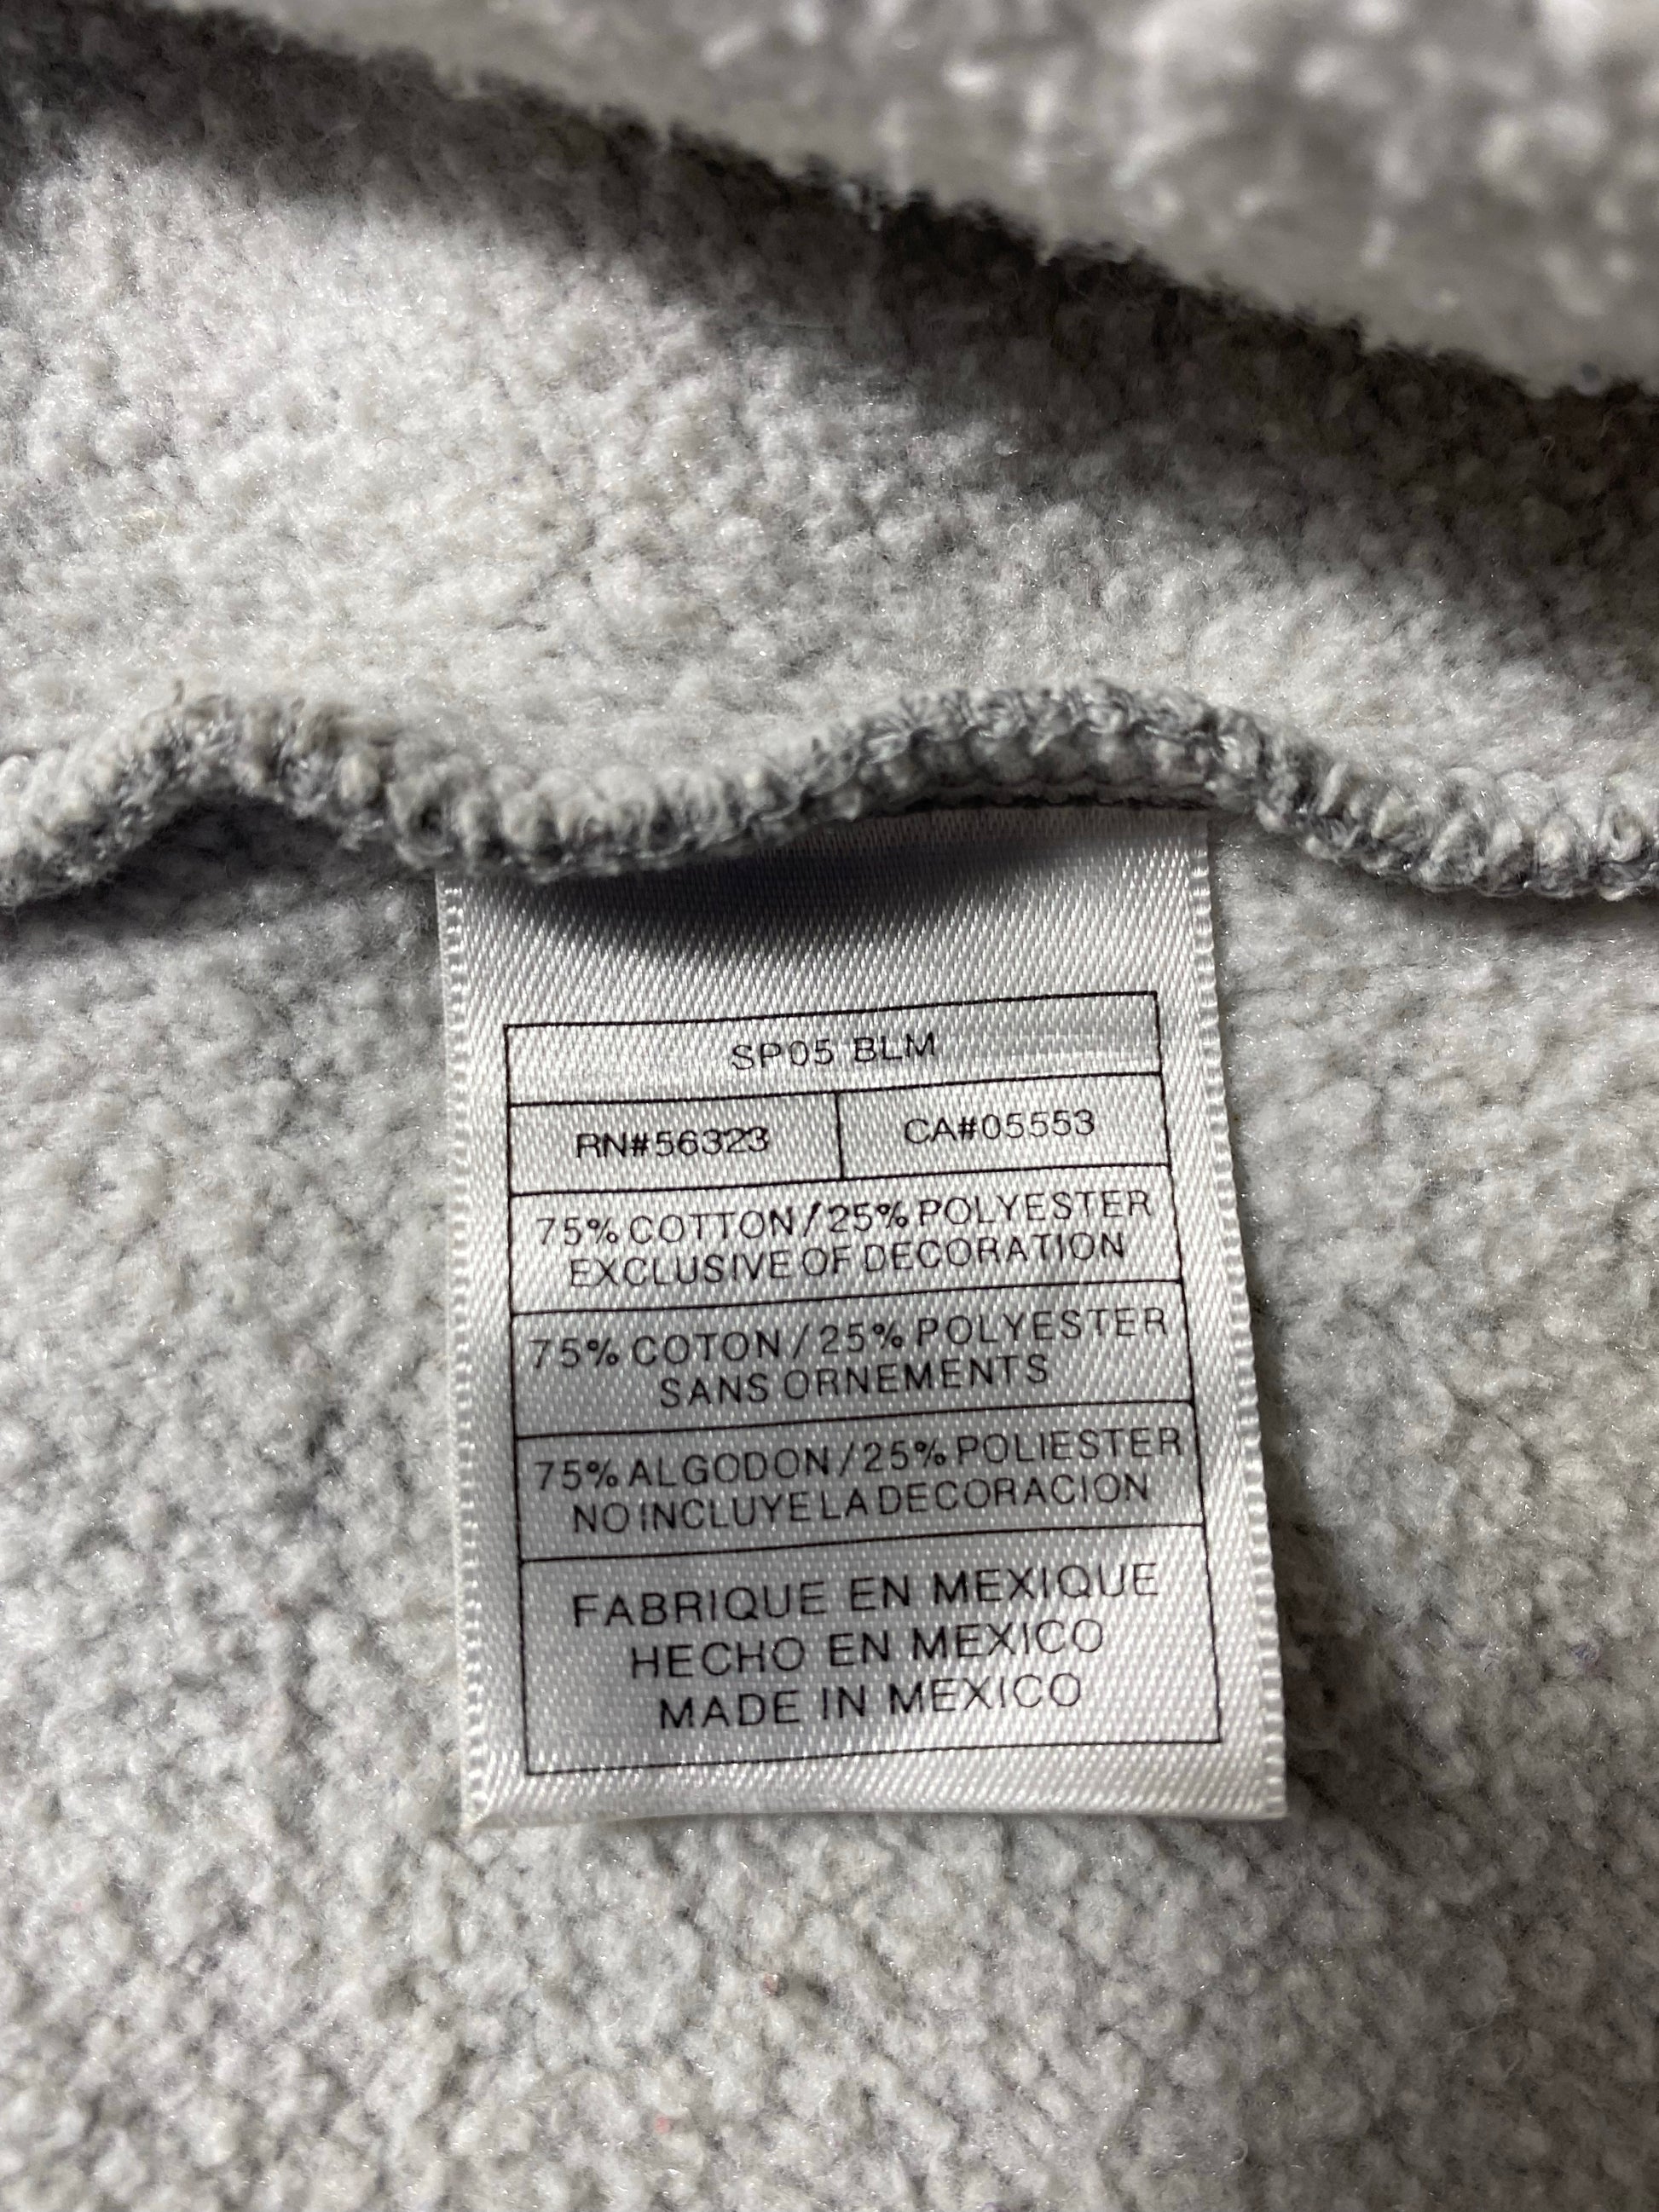 SP05 BLM
RN#56323 CA#05553
75% COTTON/25% POLYESTER
EXCLUSIVE OF DECORATION
75% COTON/25% POLYESTER
SANS ORNEMENTS
75% ALGODON/25% POLIESTER
NO INCLUYE LA DECORACION
FABRIQUE EN MEXIQUE
HECHO EN MEXICO
MADE IN MEXICO